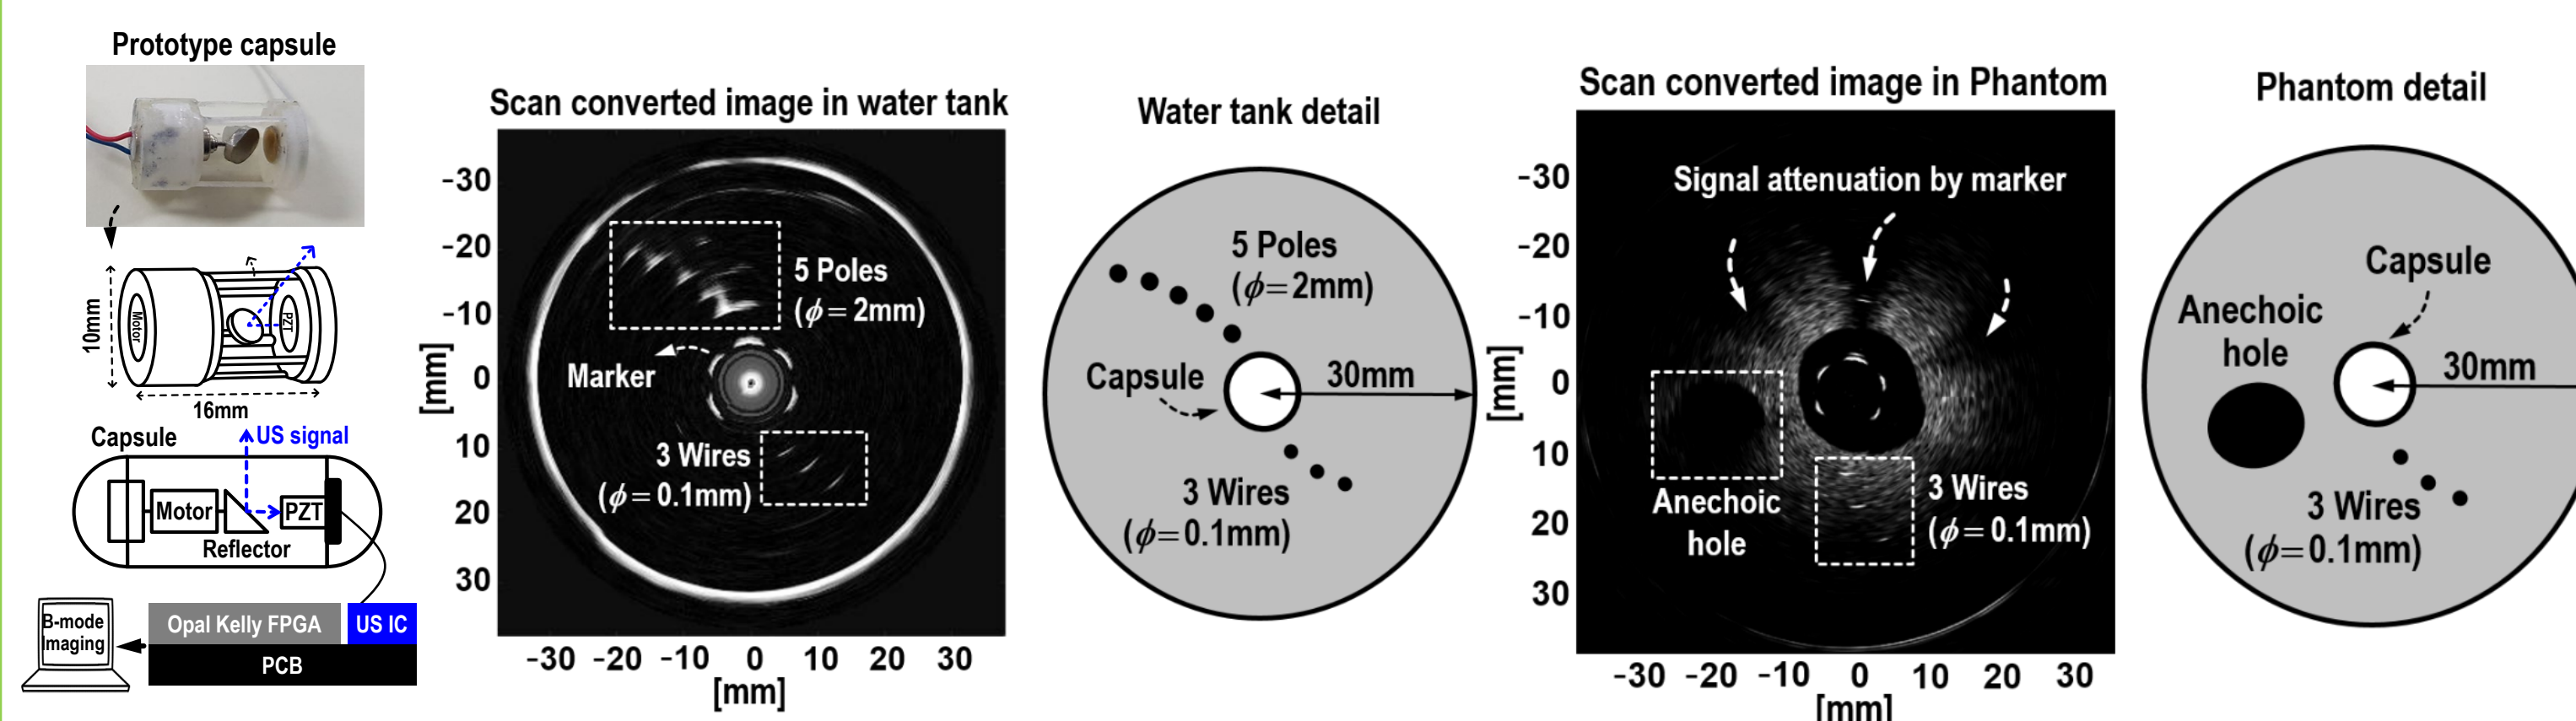 Prototype capsule
10mm
Motor
PZT
16mm
Capsule
US signal
Motor
PZT
Reflector
B-mode
Imaging
Opal Kelly FPGA
US IC
PCB
Scan converted image in water tank
-30
-20
-10
0
10
20
30
[mm]
5 Poles
(ϕ=2mm)
Marker
3 Wires
(ϕ=0.1mm)
-30 -20 -10 0 10 20 30
[mm]
Water tank detail
5 Poles
(ϕ=2mm)
Capsule
30mm
3 Wires
(ϕ=0.1mm)
Scan converted image in Phantom
-30
-20
-10
0
10
20
30
[mm]
Signal attenuation by marker
Anechoic
hole
3 Wires
(ϕ=0.1mm)
-30 -20 -10 0 10 20 30
[mm]
Phantom detail
Capsule
Anechoic
hole
30mm
3 Wires
(ϕ=0.1mm)